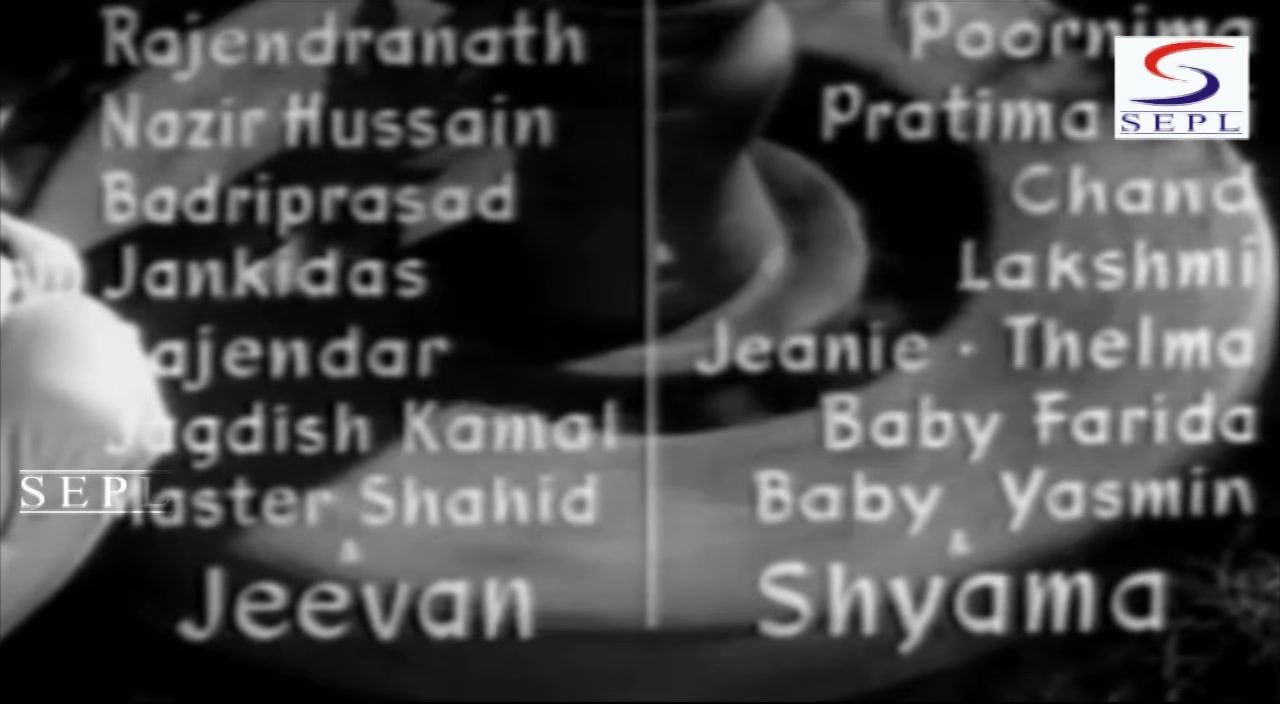 Rajendranath
Nazir Hussain
Badriprasad
Jankidas
ajendar
Jagdish Kamal
Master Shahid
&
Jeevan
Poornima
Pratima
Chand
Lakshmi
Jeanie · Thelma
Baby Farida
Baby Yasmin
&
Shyama
SEPL
SEPL